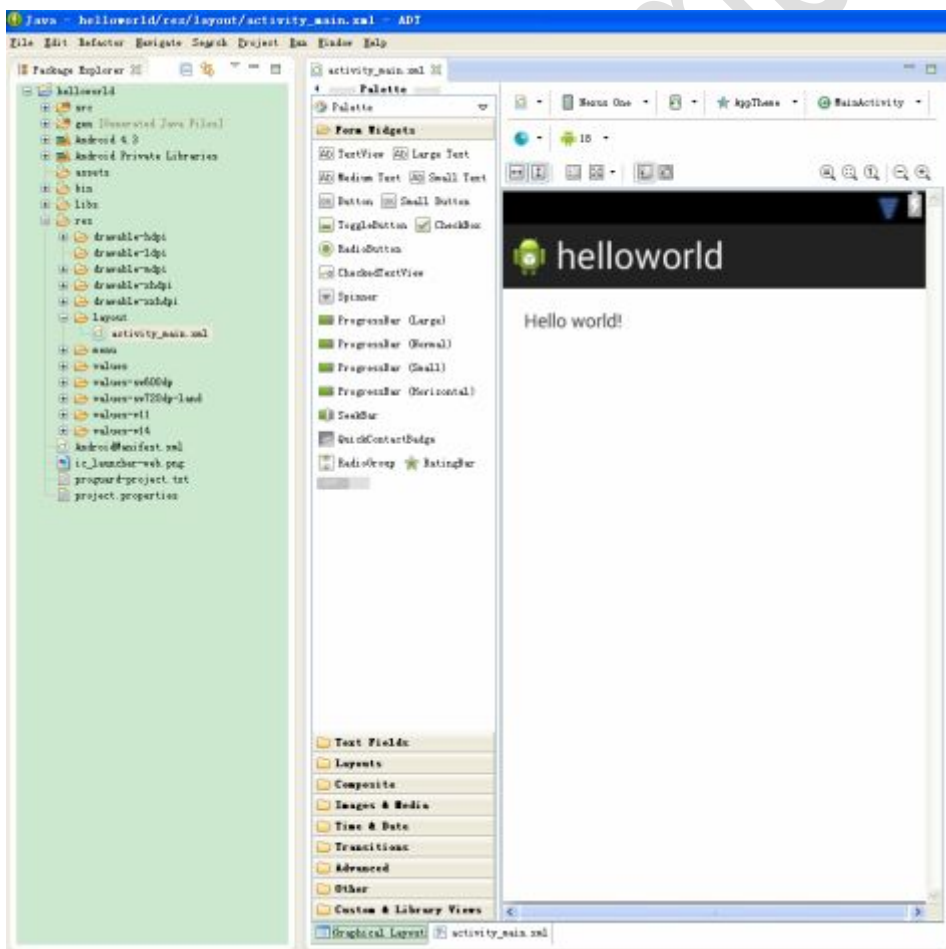 Java - helloworld/res/layout/activity_main.xml - ADT
File Edit Refactor Navigate Search Project Run Window Help
Package Explorer
helloworld
src
gen [Generated Java Files]
Android 4.3
Android Private Libraries
assets
bin
libs
res
drawable-hdpi
drawable-ldpi
drawable-mdpi
drawable-xhdpi
drawable-xxhdpi
layout
activity_main.xml
menu
values
values-sw600dp
values-sw720dp-land
values-v11
values-v14
AndroidManifest.xml
ic_launcher-web.png
proguard-project.txt
project.properties
activity_main.xml
Palette
Palette
Form Widgets
Ab TextView Ab Large Text
Ab Medium Text Ab Small Text
Button Small Button
ToggleButton CheckBox
RadioButton
CheckedTextView
Spinner
ProgressBar (Large)
ProgressBar (Normal)
ProgressBar (Small)
ProgressBar (Horizontal)
SeekBar
QuickContactBadge
RadioGroup RatingBar
Text Fields
Layouts
Composite
Images & Media
Time & Date
Transitions
Advanced
Other
Custom & Library Views
Nexus One AppTheme MainActivity
18
helloworld
Hello world!
Graphical Layout activity_main.xml